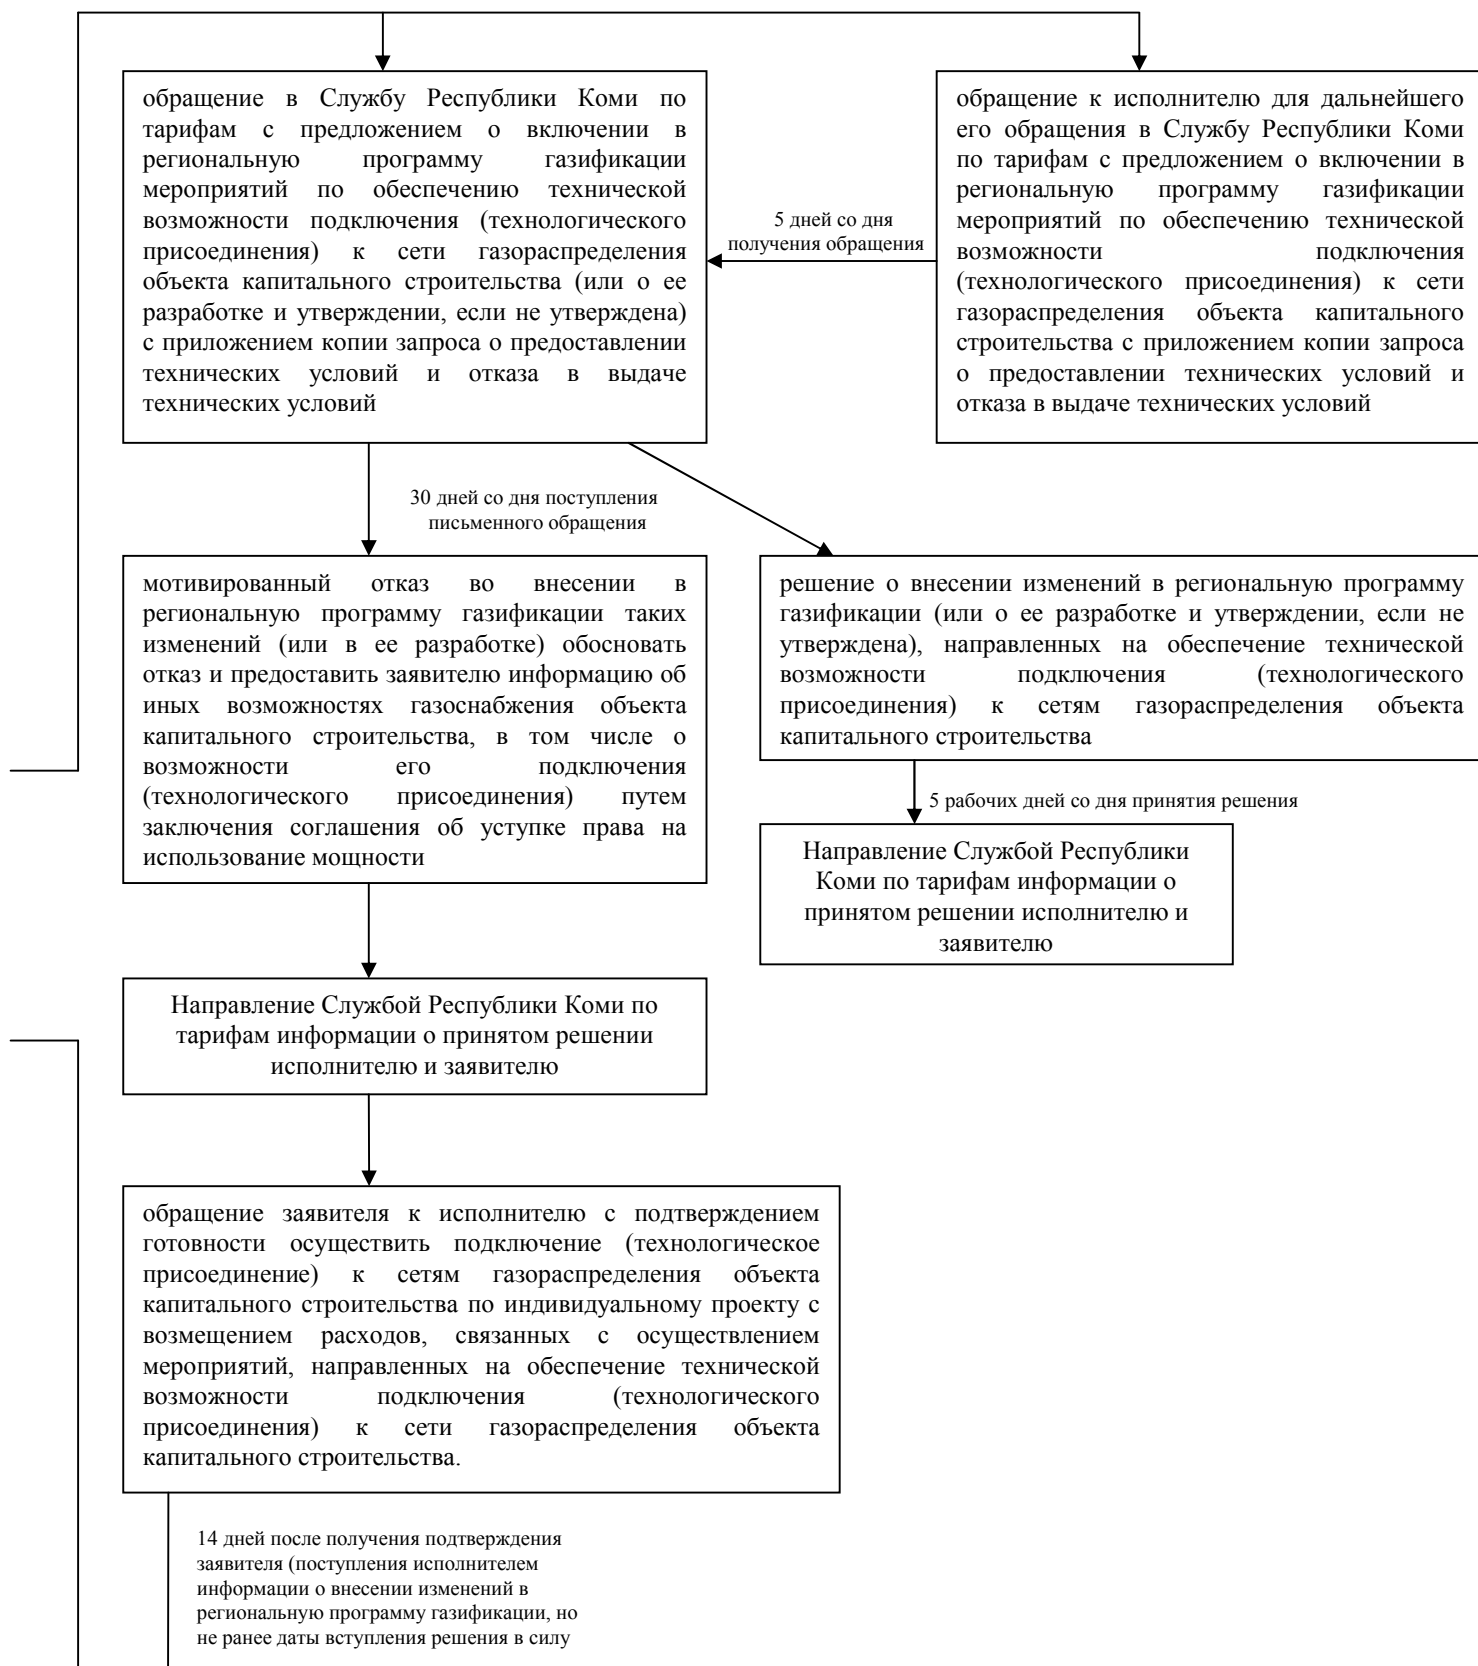 обращение в Службу Республики Коми по
тарифам с предложением о включении в
региональную программу газификации
мероприятий по обеспечению технической
возможности подключения (технологического
присоединения) к сети газораспределения
объекта капитального строительства (или о ее
разработке и утверждении, если не утверждена)
с приложением копии запроса о предоставлении
технических условий и отказа в выдаче
технических условий
5 дней со дня
получения обращения
обращение к исполнителю для дальнейшего
его обращения в Службу Республики Коми
по тарифам с предложением о включении в
региональную программу газификации
мероприятий по обеспечению технической
возможности подключения
(технологического присоединения) к сети
газораспределения объекта капитального
строительства с приложением копии запроса
о предоставлении технических условий и
отказа в выдаче технических условий
30 дней со дня поступления
письменного обращения
мотивированный отказ во внесении в
региональную программу газификации таких
изменений (или в ее разработке) обосновать
отказ и предоставить заявителю информацию об
иных возможностях газоснабжения объекта
капитального строительства, в том числе о
возможности его подключения
(технологического присоединения) путем
заключения соглашения об уступке права на
использование мощности
решение о внесении изменений в региональную программу
газификации (или о ее разработке и утверждении, если не
утверждена), направленных на обеспечение технической
возможности подключения (технологического
присоединения) к сетям газораспределения объекта
капитального строительства
5 рабочих дней со дня принятия решения
Направление Службой Республики
Коми по тарифам информации о
принятом решении исполнителю и
заявителю
Направление Службой Республики Коми по
тарифам информации о принятом решении
исполнителю и заявителю
обращение заявителя к исполнителю с подтверждением
готовности осуществить подключение (технологическое
присоединение) к сетям газораспределения объекта
капитального строительства по индивидуальному проекту с
возмещением расходов, связанных с осуществлением
мероприятий, направленных на обеспечение технической
возможности подключения (технологического
присоединения) к сети газораспределения объекта
капитального строительства.
14 дней после получения подтверждения
заявителя (поступления исполнителем
информации о внесении изменений в
региональную программу газификации, но
не ранее даты вступления решения в силу